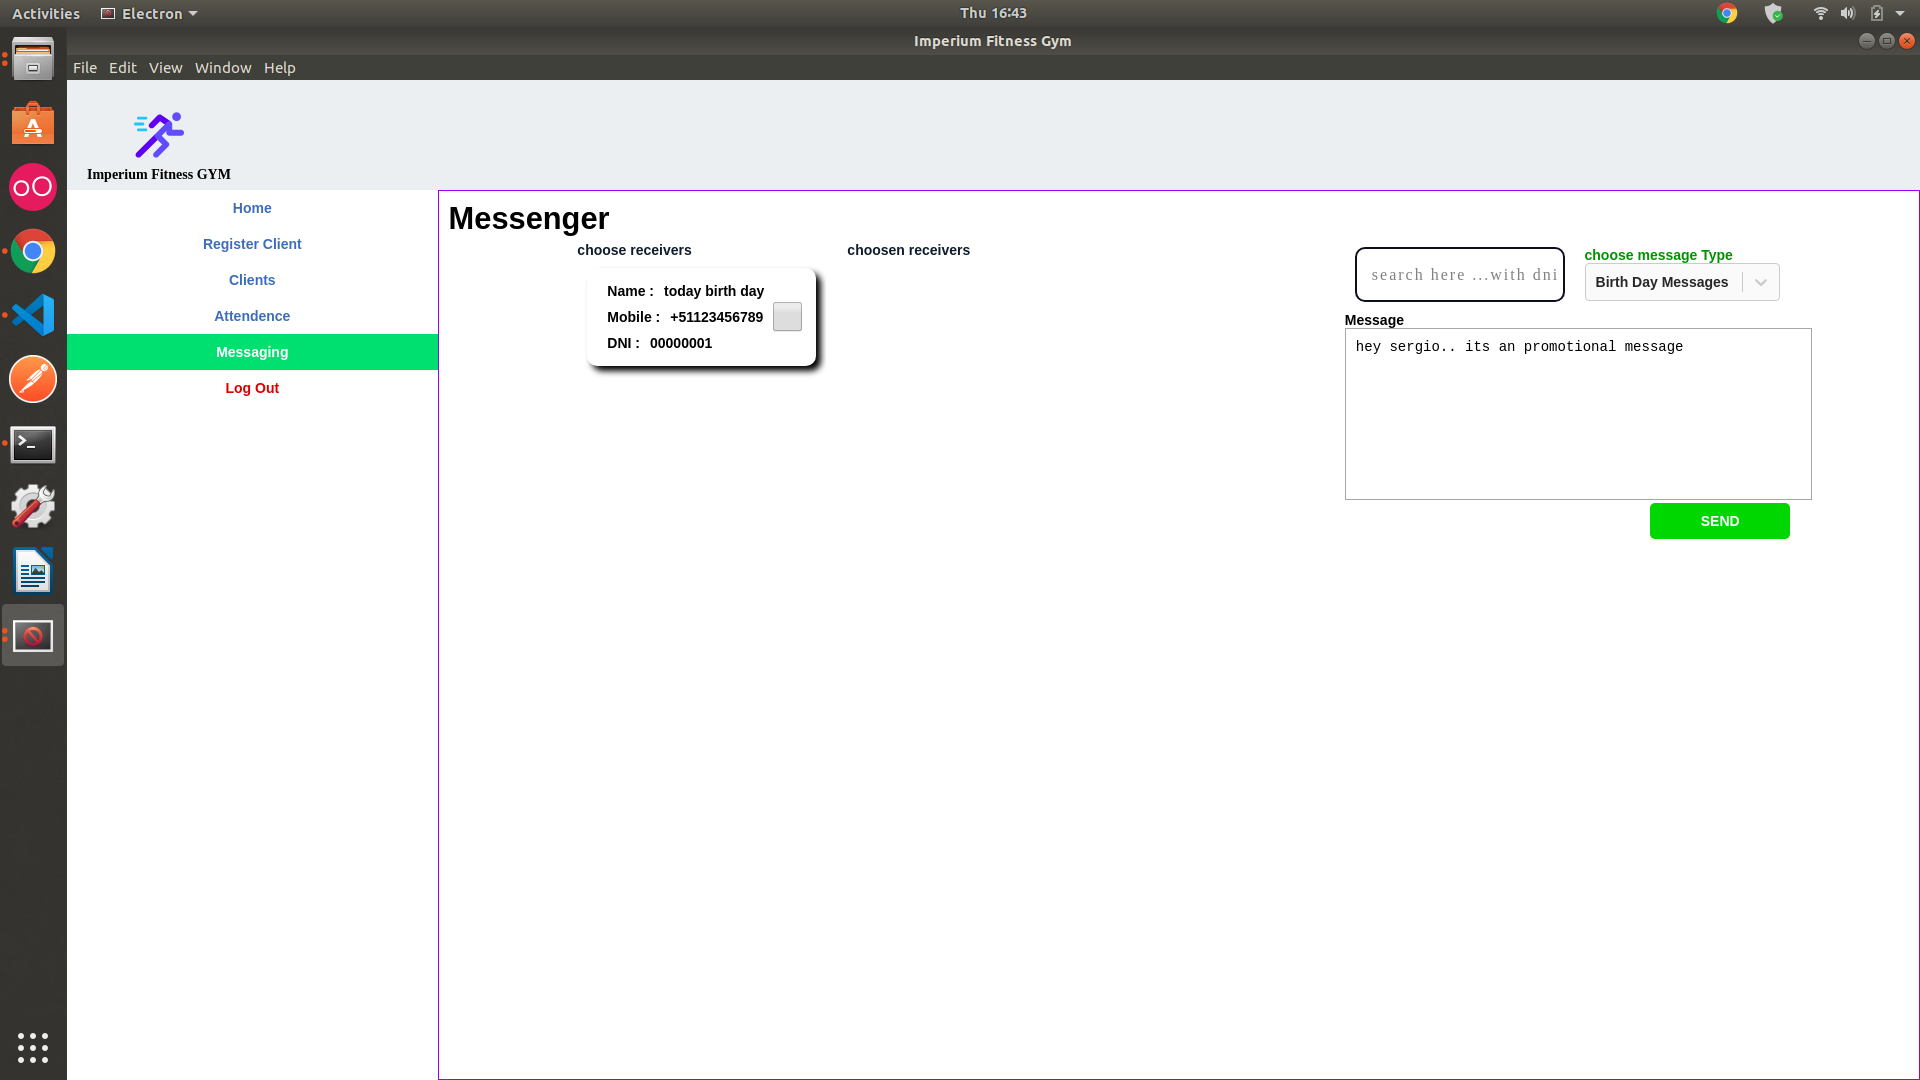 Activities Electron Thu 16:43
Imperium Fitness Gym
File Edit View Window Help
Imperium Fitness GYM
Home
Register Client
Clients
Attendence
Messaging
Log Out
Messenger
choose receivers
choosen receivers
Name : today birth day
Mobile : +51123456789
DNI : 00000001
search here ...with dni
choose message Type
Birth Day Messages
Message
hey sergio.. its an promotional message
SEND